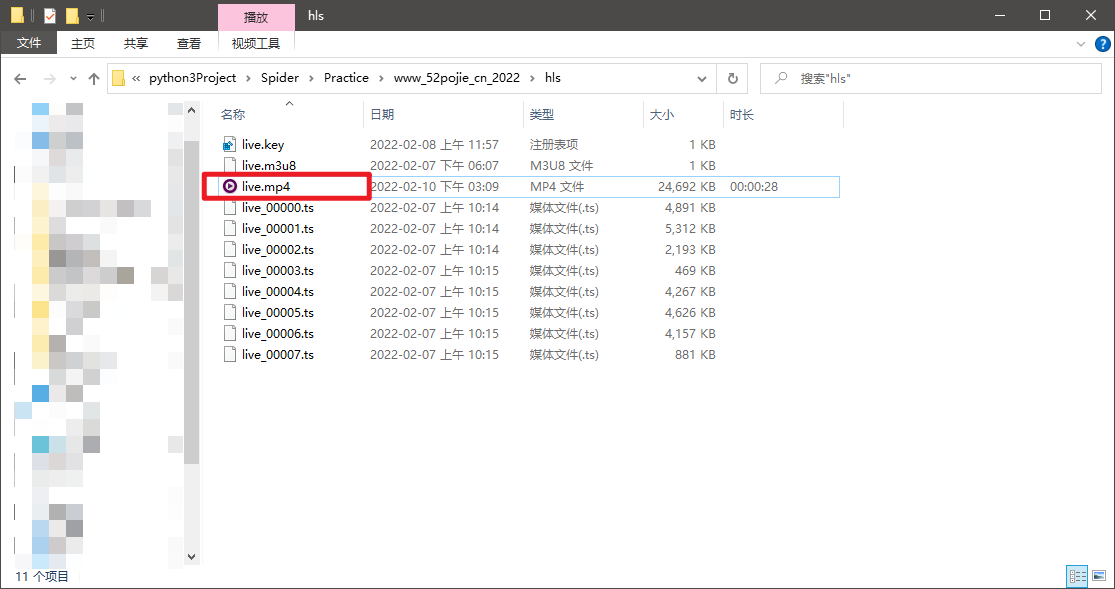 播放 hls
文件 主页 共享 查看 视频工具
« python3Project › Spider › Practice › www_52pojie_cn_2022 › hls 搜索"hls"
名称 日期 类型 大小 时长
live.key 2022-02-08 上午 11:57 注册表项 1 KB
live.m3u8 2022-02-07 下午 06:07 M3U8 文件 1 KB
live.mp4 2022-02-10 下午 03:09 MP4 文件 24,692 KB 00:00:28
live_00000.ts 2022-02-07 上午 10:14 媒体文件(.ts) 4,891 KB
live_00001.ts 2022-02-07 上午 10:14 媒体文件(.ts) 5,312 KB
live_00002.ts 2022-02-07 上午 10:14 媒体文件(.ts) 2,193 KB
live_00003.ts 2022-02-07 上午 10:15 媒体文件(.ts) 469 KB
live_00004.ts 2022-02-07 上午 10:15 媒体文件(.ts) 4,267 KB
live_00005.ts 2022-02-07 上午 10:15 媒体文件(.ts) 4,626 KB
live_00006.ts 2022-02-07 上午 10:15 媒体文件(.ts) 4,157 KB
live_00007.ts 2022-02-07 上午 10:15 媒体文件(.ts) 881 KB
11 个项目